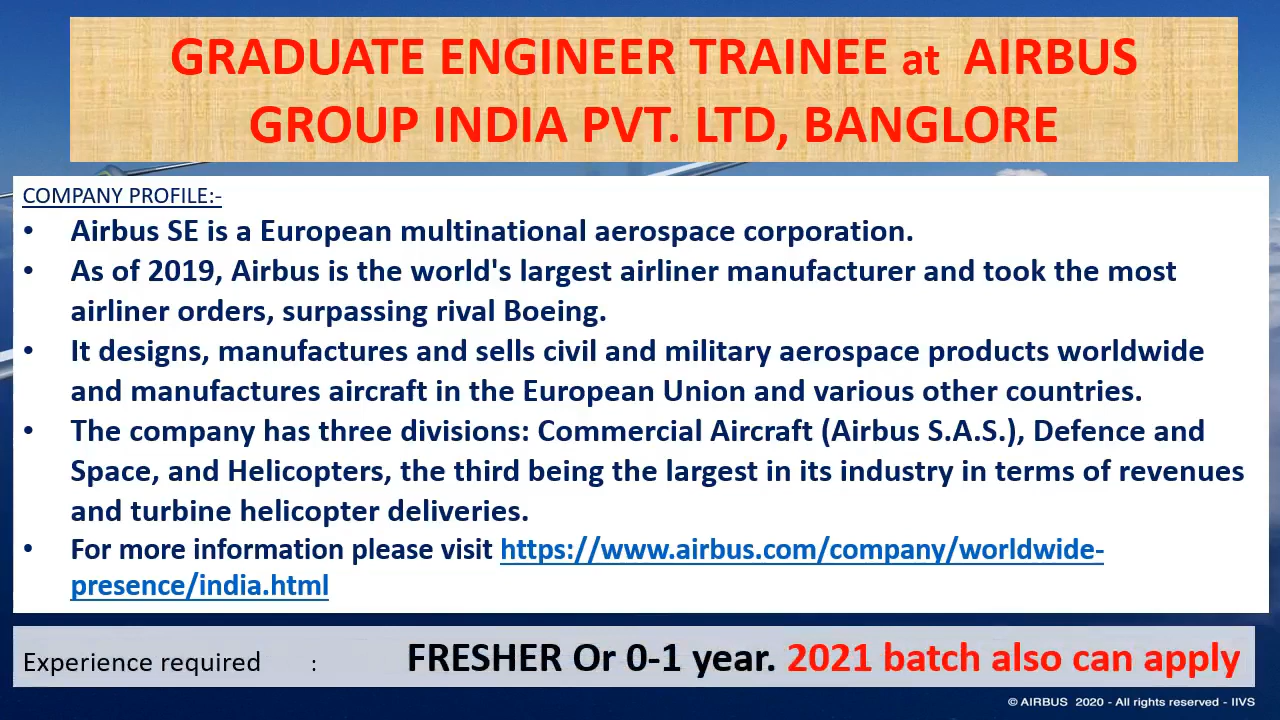 GRADUATE ENGINEER TRAINEE at AIRBUS
GROUP INDIA PVT. LTD, BANGLORE
COMPANY PROFILE:-
• Airbus SE is a European multinational aerospace corporation.
• As of 2019, Airbus is the world's largest airliner manufacturer and took the most
airliner orders, surpassing rival Boeing.
• It designs, manufactures and sells civil and military aerospace products worldwide
and manufactures aircraft in the European Union and various other countries.
• The company has three divisions: Commercial Aircraft (Airbus S.A.S.), Defence and
Space, and Helicopters, the third being the largest in its industry in terms of revenues
and turbine helicopter deliveries.
• For more information please visit https://www.airbus.com/company/worldwide-
presence/india.html
Experience required : FRESHER Or 0-1 year. 2021 batch also can apply
© AIRBUS 2020 - All rights reserved - IIVS